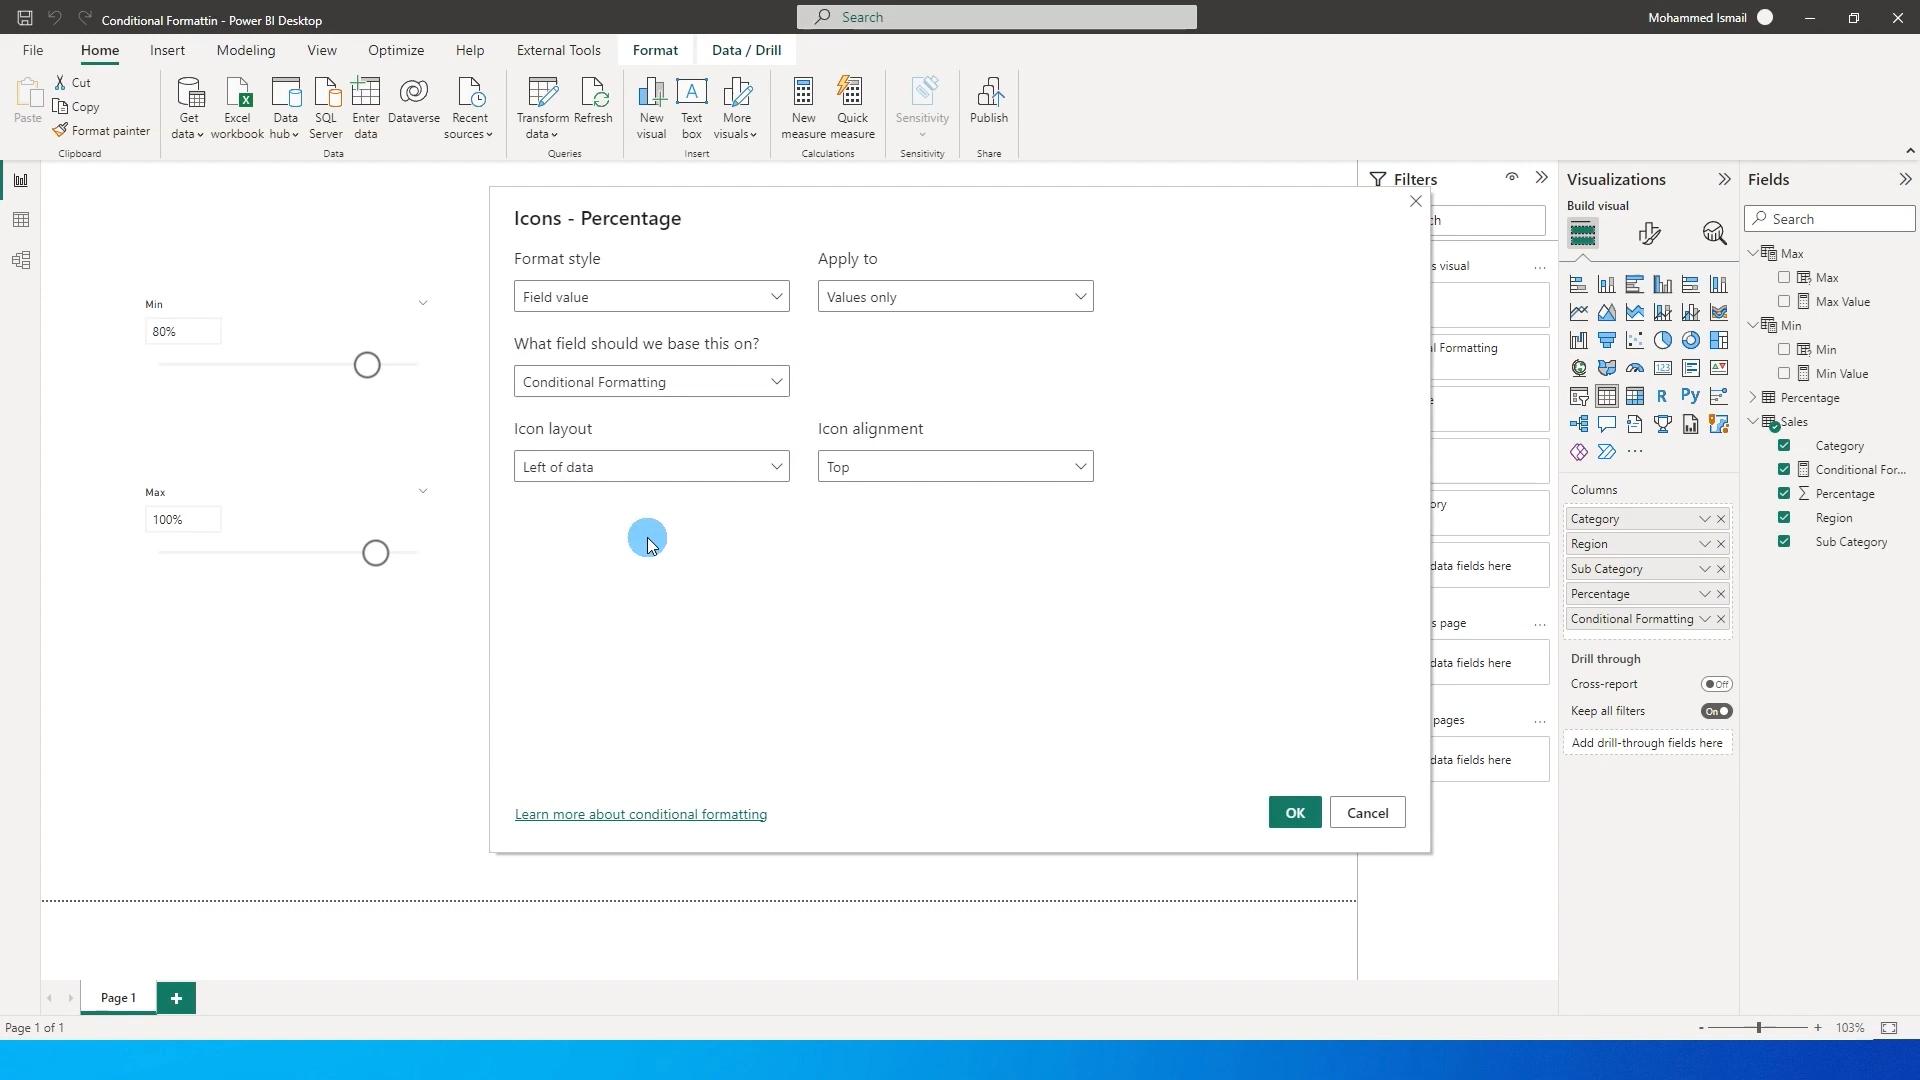 Conditional Formattin - Power BI Desktop
Search
Mohammed Ismail
File
Home
Insert
Modeling
View
Optimize
Help
External Tools
Format
Data / Drill
Paste
Cut
Copy
Format painter
Clipboard
Get
data
Excel
workbook
Data
hub
SQL
Server
Enter
data
Dataverse
Recent
sources
Data
Transform
data
Refresh
Queries
New
visual
Text
box
More
visuals
Insert
New
measure
Quick
measure
Calculations
Sensitivity
Sensitivity
Publish
Share
Min
80%
Max
100%
Icons - Percentage
Format style
Field value
Apply to
Values only
What field should we base this on?
Conditional Formatting
Icon layout
Left of data
Icon alignment
Top
Learn more about conditional formatting
OK
Cancel
Filters
ch
s visual
...
l Formatting
e
ory
data fields here
s page
...
data fields here
pages
...
data fields here
Visualizations
Build visual
123
R
Py
...
Columns
Category
Region
Sub Category
Percentage
Conditional Formatting
Drill through
Cross-report
Off
Keep all filters
On
Add drill-through fields here
Fields
Search
Max
Max
Max Value
Min
Min
Min Value
Percentage
Sales
Category
Conditional For...
Percentage
Region
Sub Category
Page 1
Page 1 of 1
- + 103%